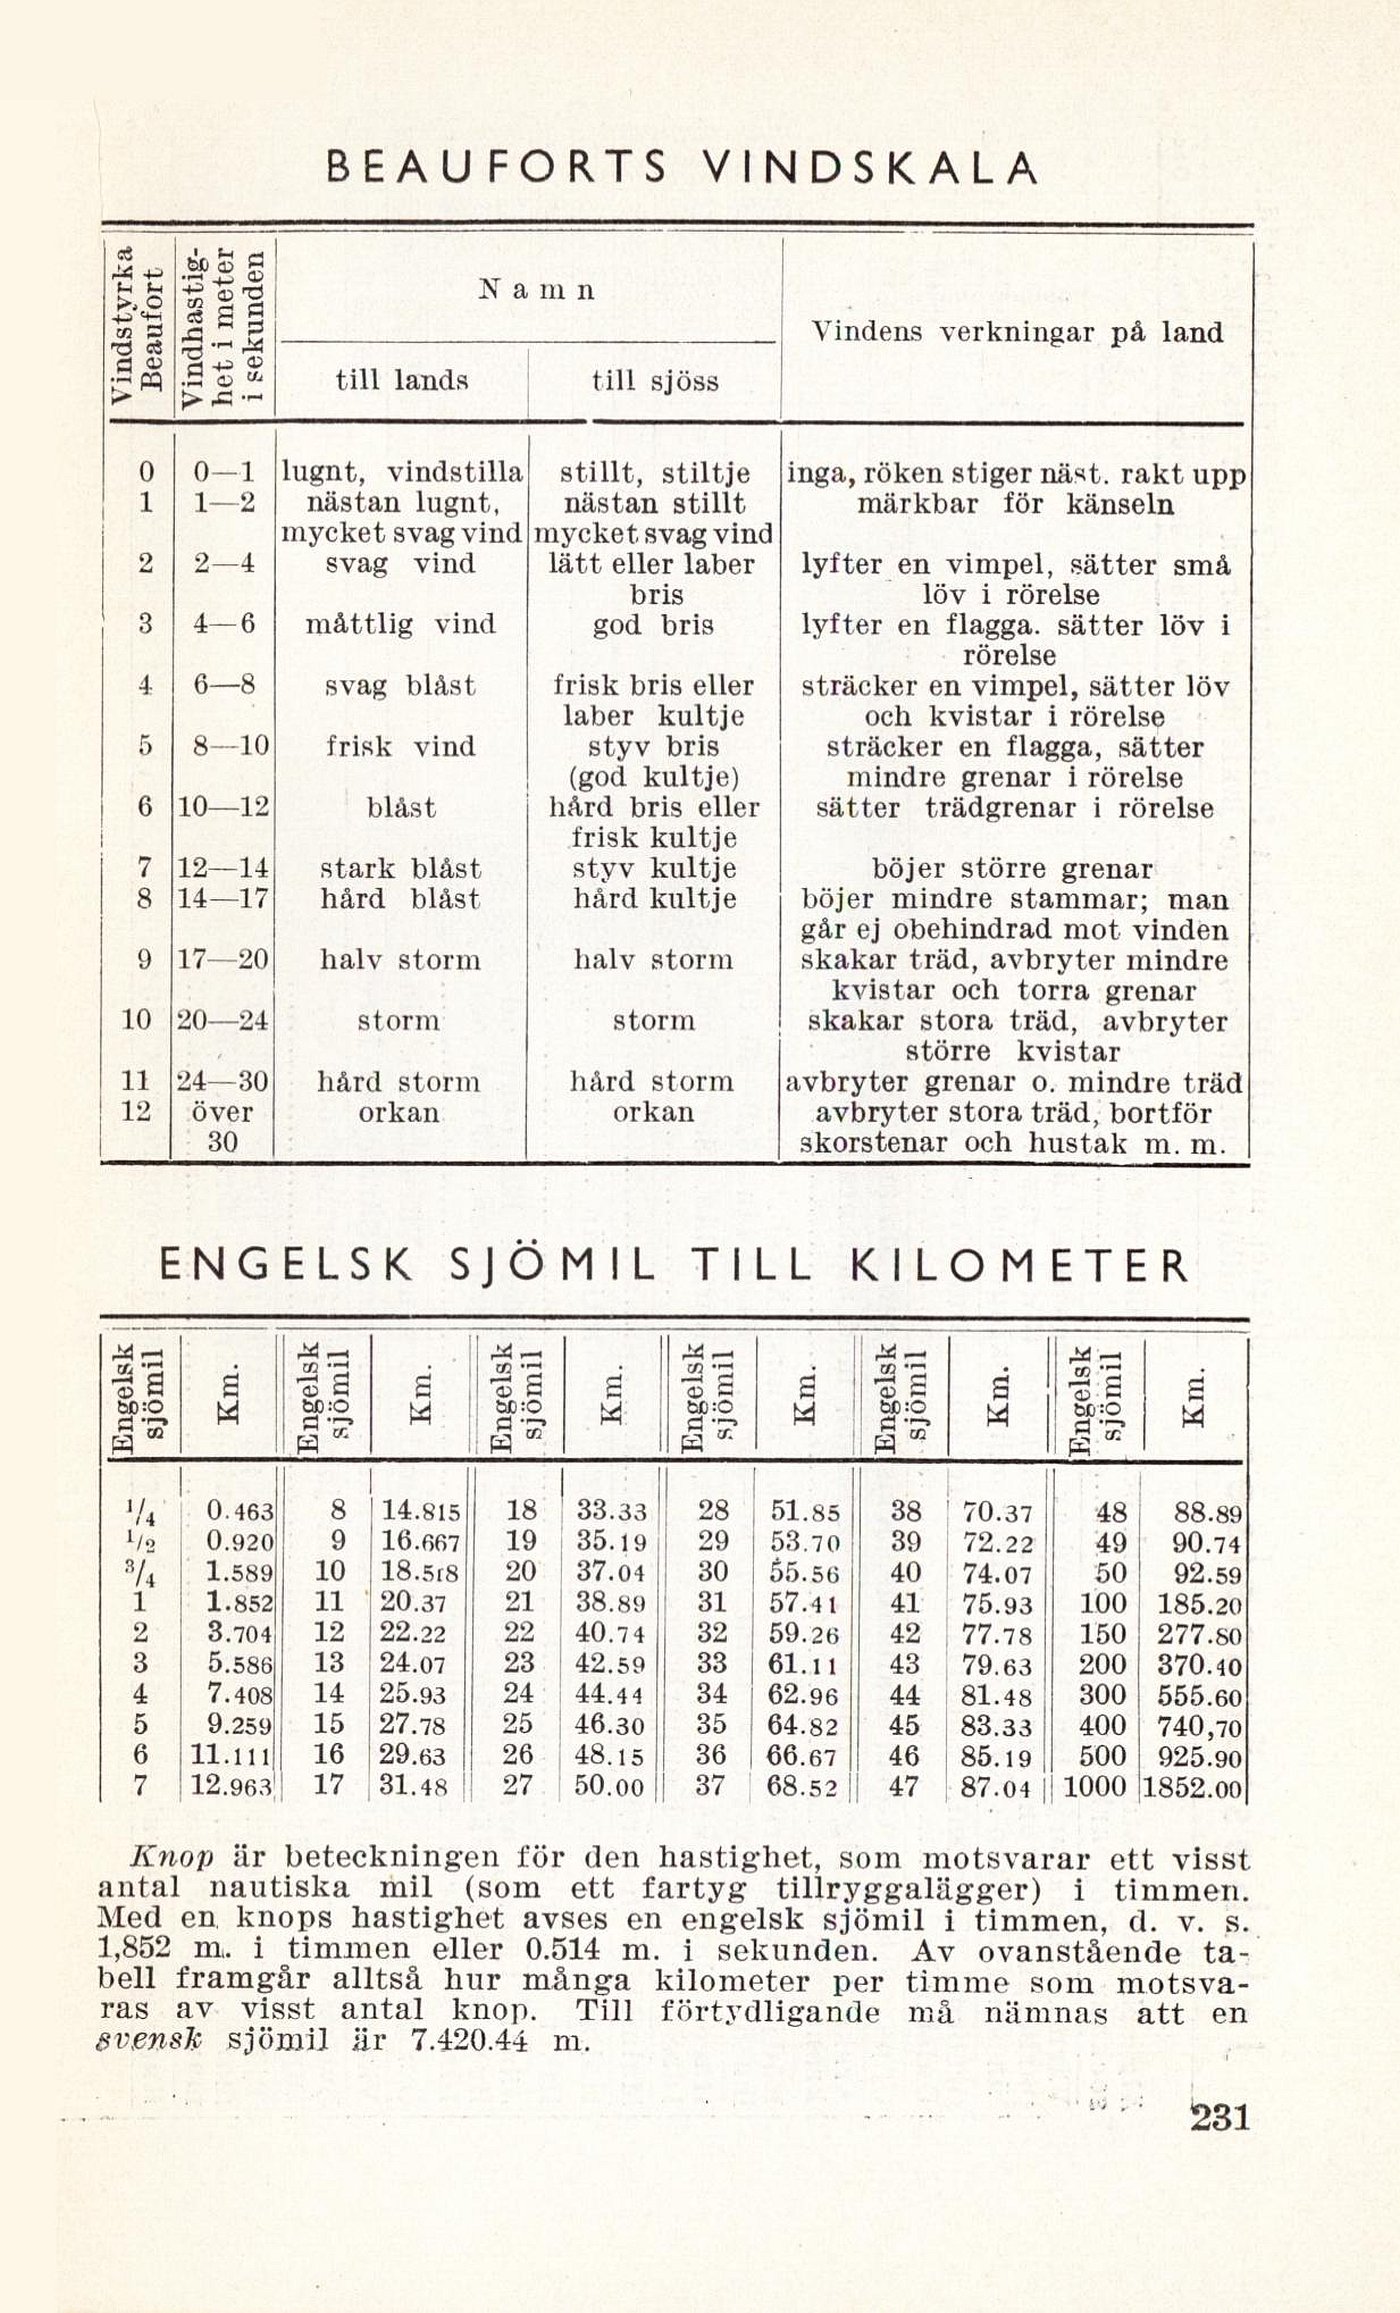 BEAUFORTS VINDSKALA
Vindstyrka Beaufort
Vindhastighet i meter i sekunden
Namn
till lands
till sjöss
Vindens verkningar på land
0 0—1 lugnt, vindstilla stillt, stiltje inga, röken stiger näst. rakt upp
1 1—2 nästan lugnt, nästan stillt märkbar för känseln
mycket svag vind mycket svag vind
2 2—4 svag vind lätt eller laber lyfter en vimpel, sätter små
bris löv i rörelse
3 4—6 måttlig vind god bris lyfter en flagga. sätter löv i
rörelse
4 6—8 svag blåst frisk bris eller sträcker en vimpel, sätter löv
laber kultje och kvistar i rörelse
5 8—10 frisk vind styv bris sträcker en flagga, sätter
(god kultje) mindre grenar i rörelse
6 10—12 blåst hård bris eller sätter trädgrenar i rörelse
frisk kultje
7 12—14 stark blåst styv kultje böjer större grenar
8 14—17 hård blåst hård kultje böjer mindre stammar; man
går ej obehindrad mot vinden
9 17—20 halv storm halv storm skakar träd, avbryter mindre
kvistar och torra grenar
10 20—24 storm storm skakar stora träd, avbryter
större kvistar
11 24—30 hård storm hård storm avbryter grenar o. mindre träd
12 över orkan orkan avbryter stora träd, bortför
30 skorstenar och hustak m. m.
ENGELSK SJÖMIL TILL KILOMETER
Engelsk sjömil Km. Engelsk sjömil Km. Engelsk sjömil Km. Engelsk sjömil Km. Engelsk sjömil Km. Engelsk sjömil Km.
1/4 0.463 8 14.815 18 33.33 28 51.85 38 70.37 48 88.89
1/2 0.920 9 16.667 19 35.19 29 53.70 39 72.22 49 90.74
3/4 1.589 10 18.518 20 37.04 30 55.56 40 74.07 50 92.59
1 1.852 11 20.37 21 38.89 31 57.41 41 75.93 100 185.20
2 3.704 12 22.22 22 40.74 32 59.26 42 77.78 150 277.80
3 5.586 13 24.07 23 42.59 33 61.11 43 79.63 200 370.40
4 7.408 14 25.93 24 44.44 34 62.96 44 81.48 300 555.60
5 9.259 15 27.78 25 46.30 35 64.82 45 83.33 400 740,70
6 11.111 16 29.63 26 48.15 36 66.67 46 85.19 500 925.90
7 12.963 17 31.48 27 50.00 37 68.52 47 87.04 1000 1852.00
Knop är beteckningen för den hastighet, som motsvarar ett visst
antal nautiska mil (som ett fartyg tillryggalägger) i timmen.
Med en knops hastighet avses en engelsk sjömil i timmen, d. v. s.
1,852 m. i timmen eller 0.514 m. i sekunden. Av ovanstående ta-
bell framgår alltså hur många kilometer per timme som motsva-
ras av visst antal knop. Till förtydligande må nämnas att en
svensk sjömil är 7.420.44 m.
231